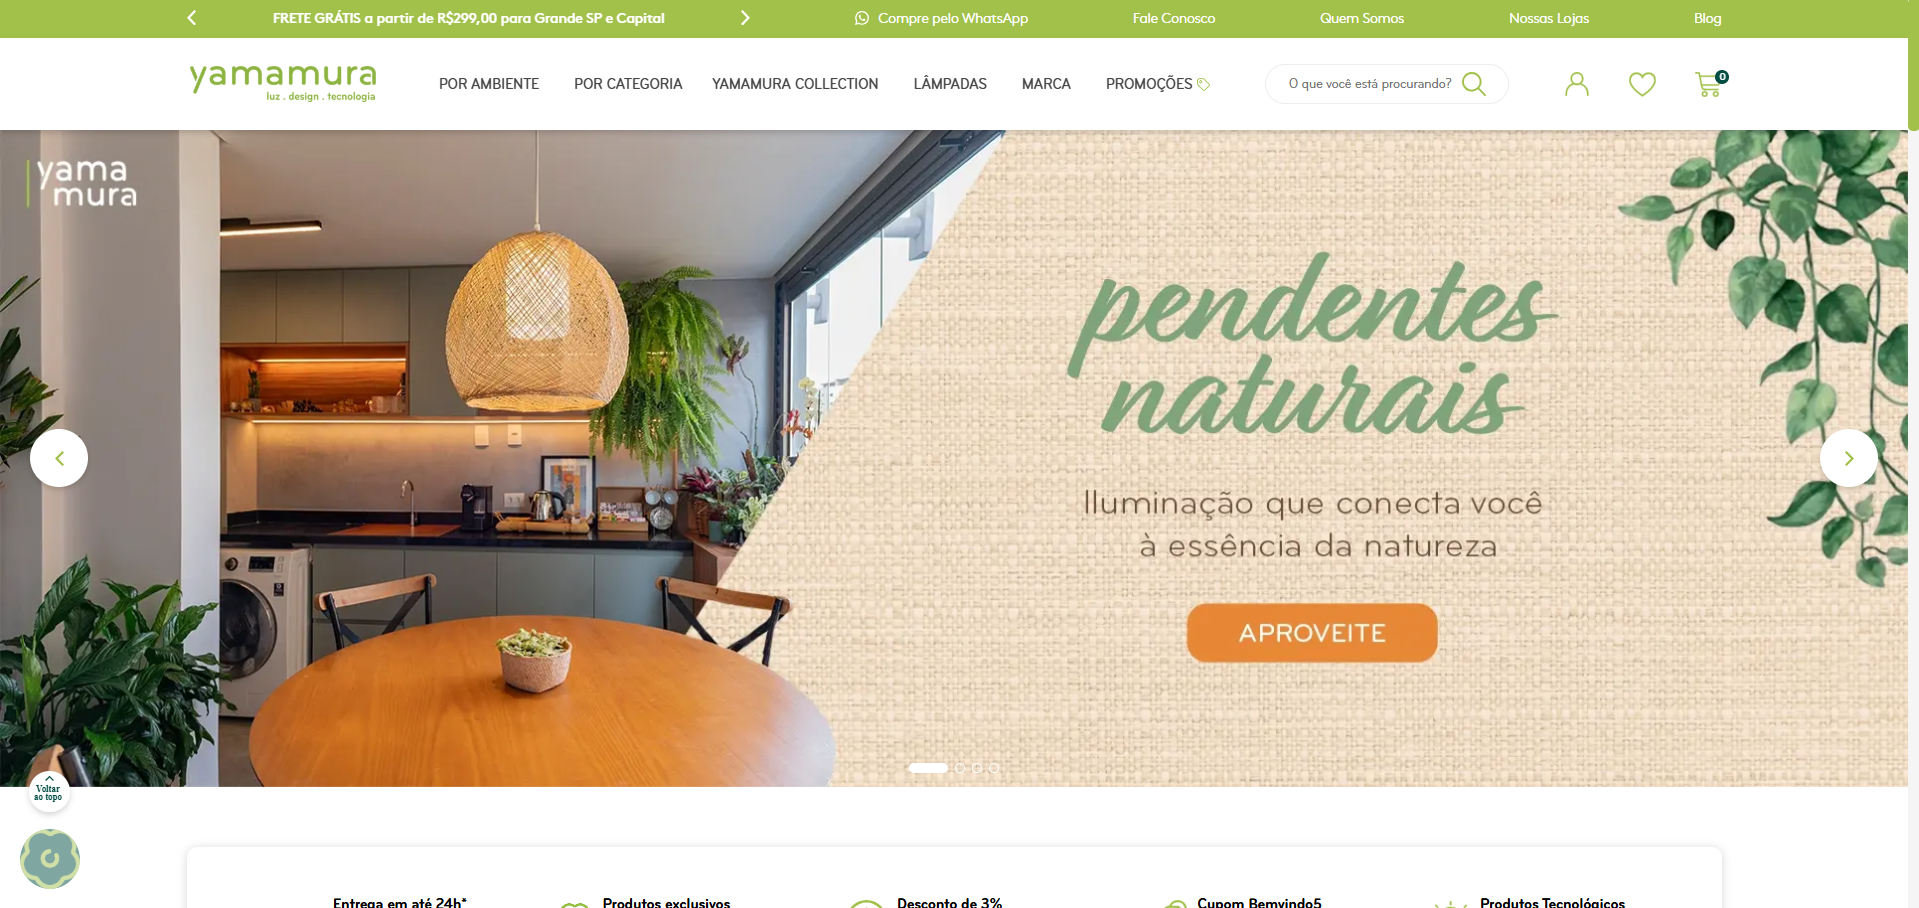 FRETE GRÁTIS a partir de R$299,00 para Grande SP e Capital
Compre pelo WhatsApp
Fale Conosco
Quem Somos
Nossas Lojas
Blog
yamamura
luz . design . tecnologia
POR AMBIENTE
POR CATEGORIA
YAMAMURA COLLECTION
LÂMPADAS
MARCA
PROMOÇÕES
O que você está procurando?
0
yama
mura
pendentes
naturais
Iluminação que conecta você
à essência da natureza
APROVEITE
Voltar
ao topo
Entrega em até 24h*
Produtos exclusivos
Desconto de 3%
Cupom Bemvindo5
Produtos Tecnológicos